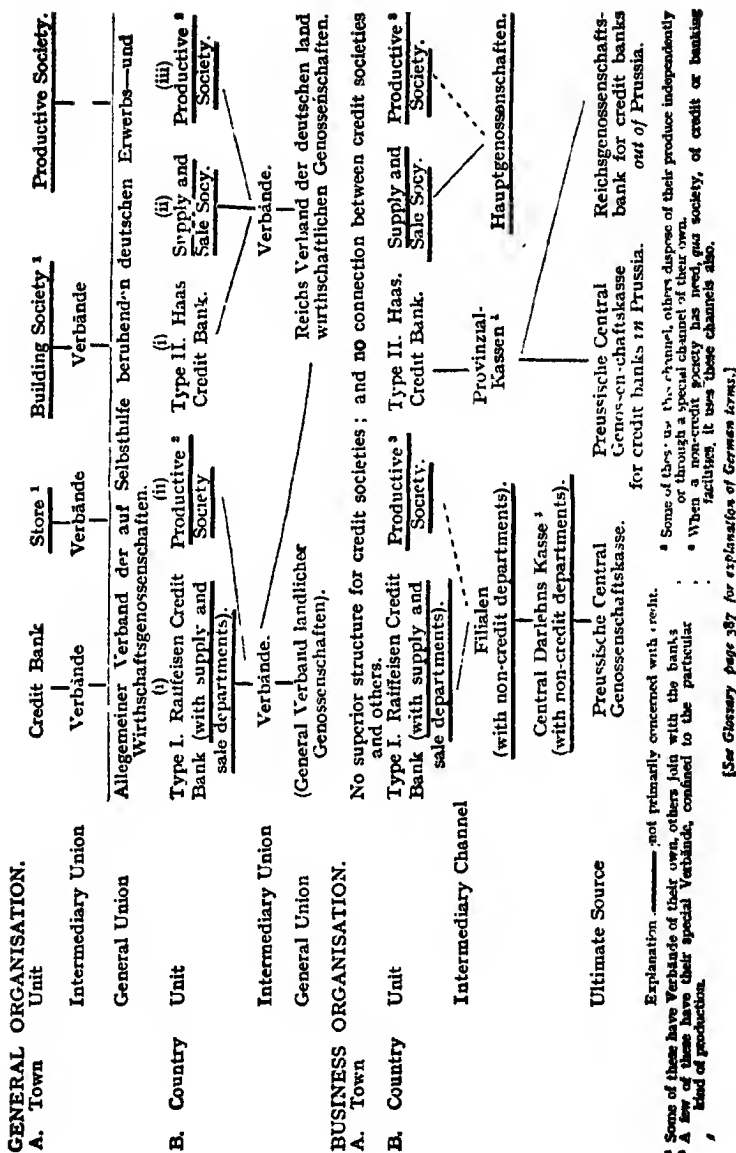 GENERAL ORGANISATION.
A. Town Unit Credit Bank Store ¹ Building Society ¹ Productive Society.
Intermediary Union Verbände Verbände Verbände
General Union Allegemeiner Verband der auf Selbsthilfe beruhenden deutschen Erwerbs—und
Wirthschaftsgenossenschaften.
B. Country Unit (i) (ii) (i) (ii) (iii)
Type I. Raiffeisen Credit Productive ² Type II. Haas Supply and Productive ²
Bank (with supply and Society Credit Bank. Sale Socy. Society.
sale departments).
Intermediary Union Verbände. Verbände.
General Union (General Verband landlicher Reichs Verband der deutschen land
Genossenschaften). wirthschaftlichen Genossenschaften.
BUSINESS ORGANISATION.
A. Town No superior structure for credit societies; and no connection between credit societies
and others.
B. Country Unit Type I. Raiffeisen Credit Productive ³ Type II. Haas. Supply and Productive ³
Bank (with supply and Society. Credit Bank. Sale Socy. Society.
sale departments).
Intermediary Channel Filialen Provinzial- Hauptgenossenschaften.
(with non-credit departments). Kassen ⁴
Central Darlehns Kasse ⁴
(with non-credit departments).
Ultimate Source Preussische Central Preussische Central Reichsgenossenschafts-
Genossenschaftskasse. Genossenschaftskasse bank for credit banks
for credit banks in Prussia. out of Prussia.
Explanation ——— not primarily concerned with credit.
¹ Some of these have Verbände of their own, others join with the banks
² A few of these have their special Verbände, confined to the particular
kind of production.
³ Some of these use this channel, others dispose of their produce independently
or through a special channel of their own.
⁴ When a non-credit society has need, qua society, of credit or banking
facilities, it uses these channels also.
[See Glossary page 387 for explanation of German terms.]